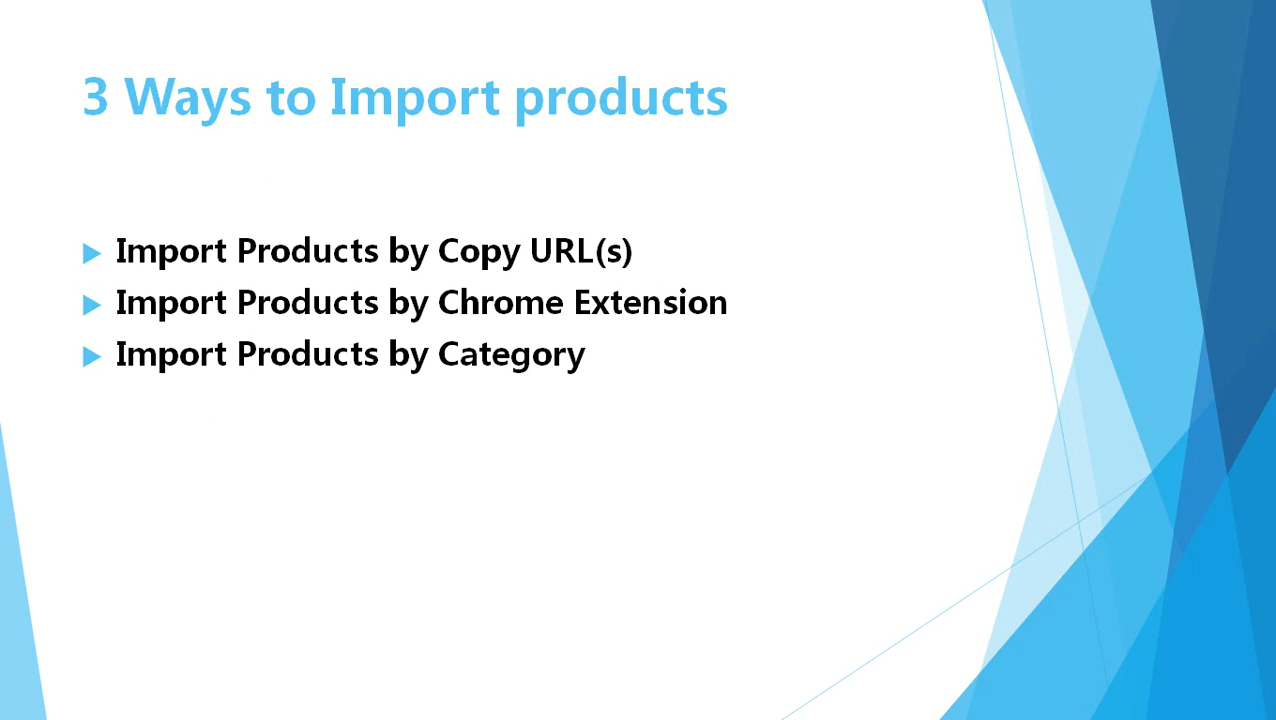 3 Ways to Import products
Import Products by Copy URL(s)
Import Products by Chrome Extension
Import Products by Category